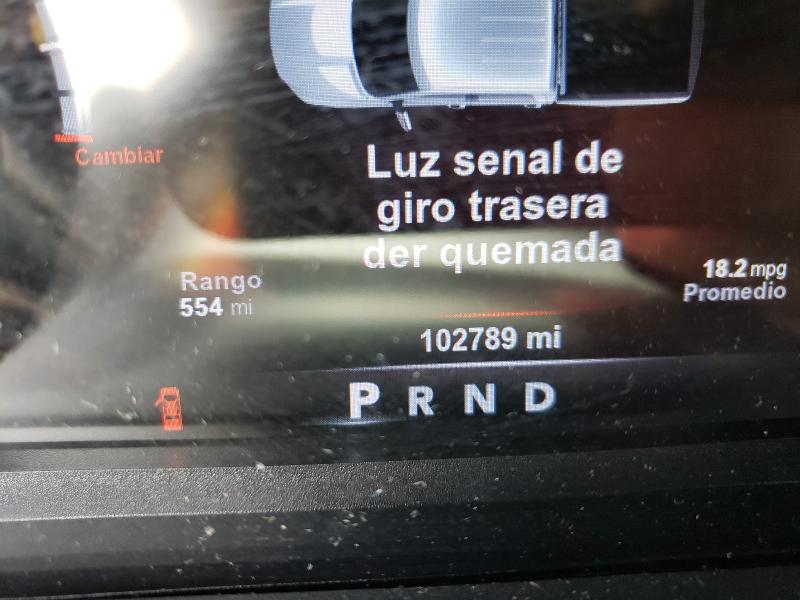 Cambiar
Luz senal de
giro trasera
der quemada
Rango
554 mi
18.2 mpg
Promedio
102789 mi
P R N D